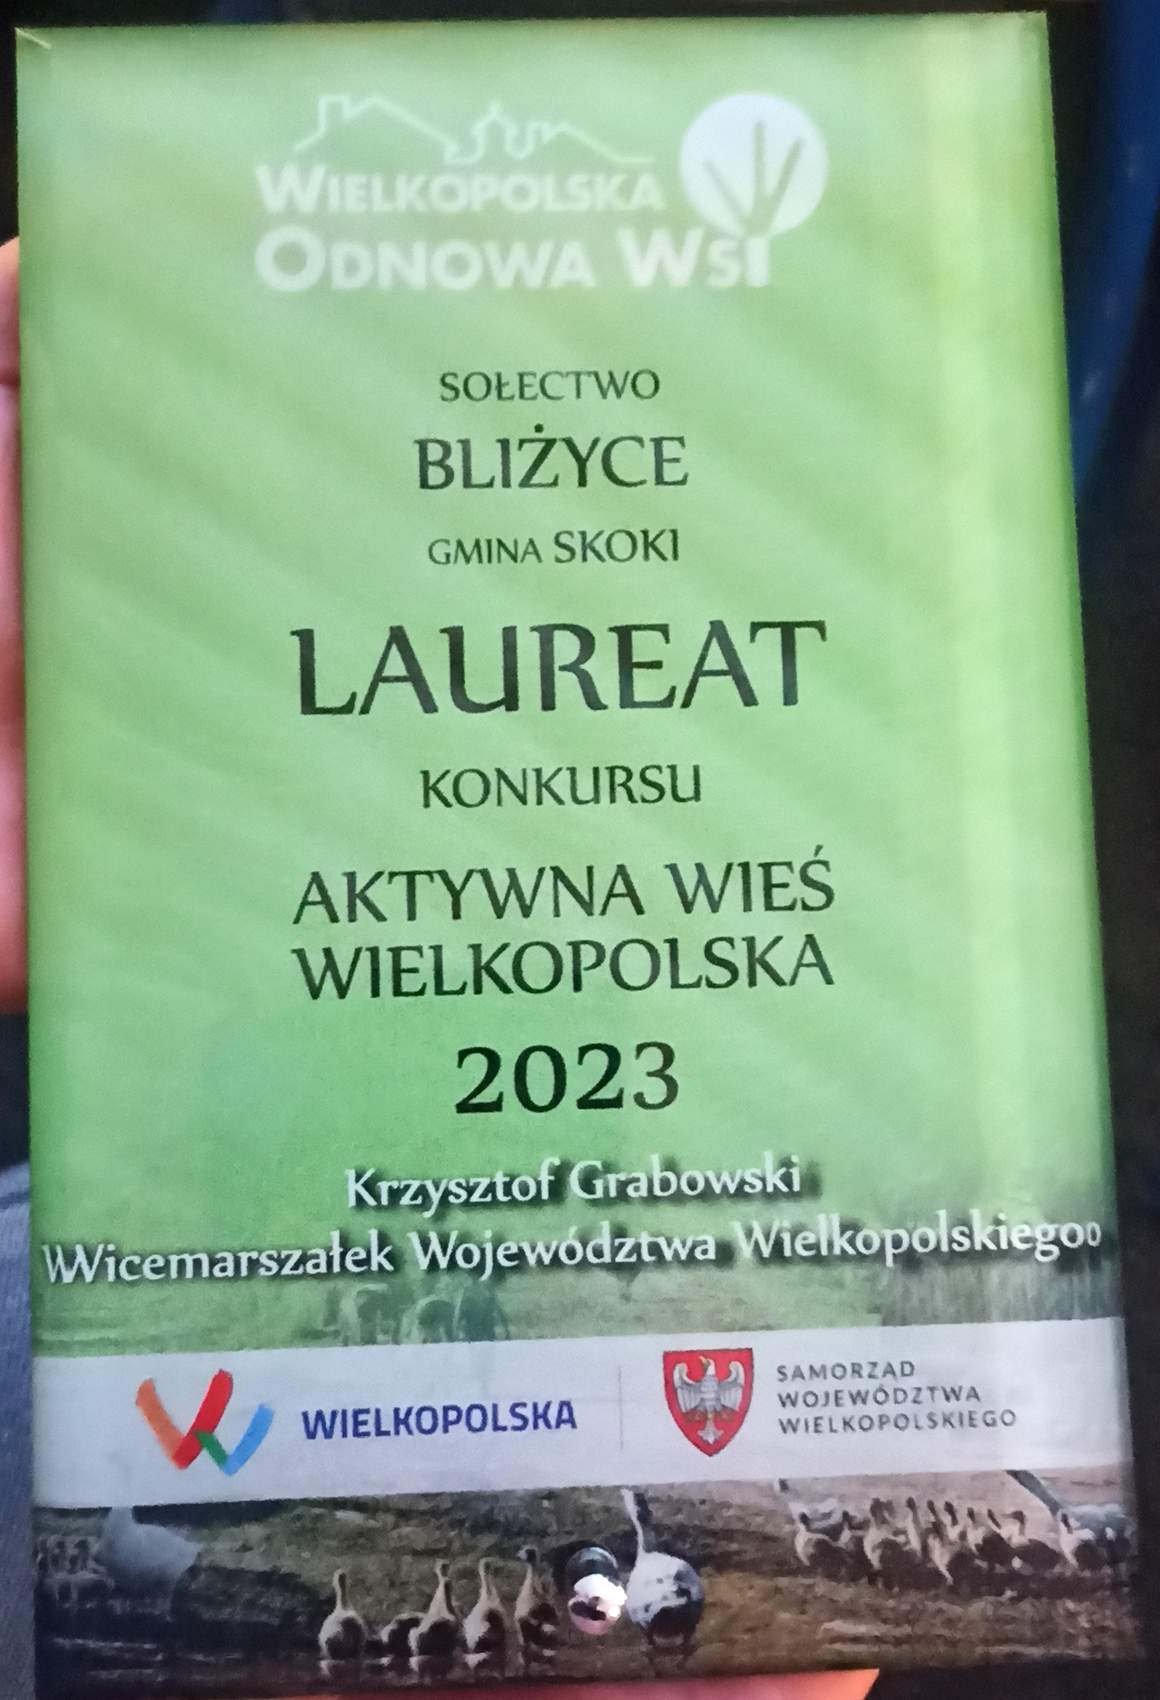 WIELKOPOLSKA
ODNOWA WSI
SOŁECTWO
BLIŻYCE
GMINA SKOKI
LAUREAT
KONKURSU
AKTYWNA WIEŚ
WIELKOPOLSKA
2023
Krzysztof Grabowski
Wicemarszałek Województwa Wielkopolskiego
WIELKOPOLSKA
SAMORZĄD
WOJEWÓDZTWA
WIELKOPOLSKIEGO